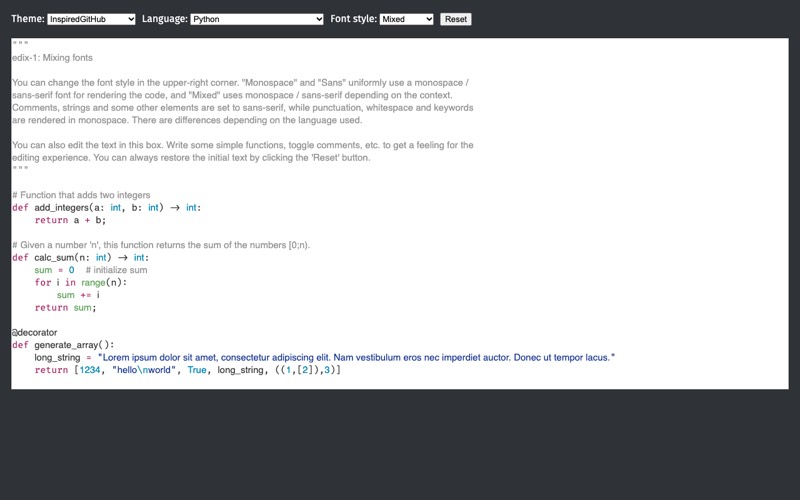 Theme: InspiredGitHub Language: Python Font style: Mixed Reset
"""
edix-1: Mixing fonts
You can change the font style in the upper-right corner. "Monospace" and "Sans" uniformly use a monospace /
sans-serif font for rendering the code, and "Mixed" uses monospace / sans-serif depending on the context.
Comments, strings and some other elements are set to sans-serif, while punctuation, whitespace and keywords
are rendered in monospace. There are differences depending on the language used.
You can also edit the text in this box. Write some simple functions, toggle comments, etc. to get a feeling for the
editing experience. You can always restore the initial text by clicking the 'Reset' button.
"""
# Function that adds two integers
def add_integers(a: int, b: int) -> int:
    return a + b;
# Given a number 'n', this function returns the sum of the numbers [0;n).
def calc_sum(n: int) -> int:
    sum = 0  # initialize sum
    for i in range(n):
        sum += i
    return sum;
@decorator
def generate_array():
    long_string = "Lorem ipsum dolor sit amet, consectetur adipiscing elit. Nam vestibulum eros nec imperdiet auctor. Donec ut tempor lacus."
    return [1234, "hello\nworld", True, long_string, ((1,[2]),3)]